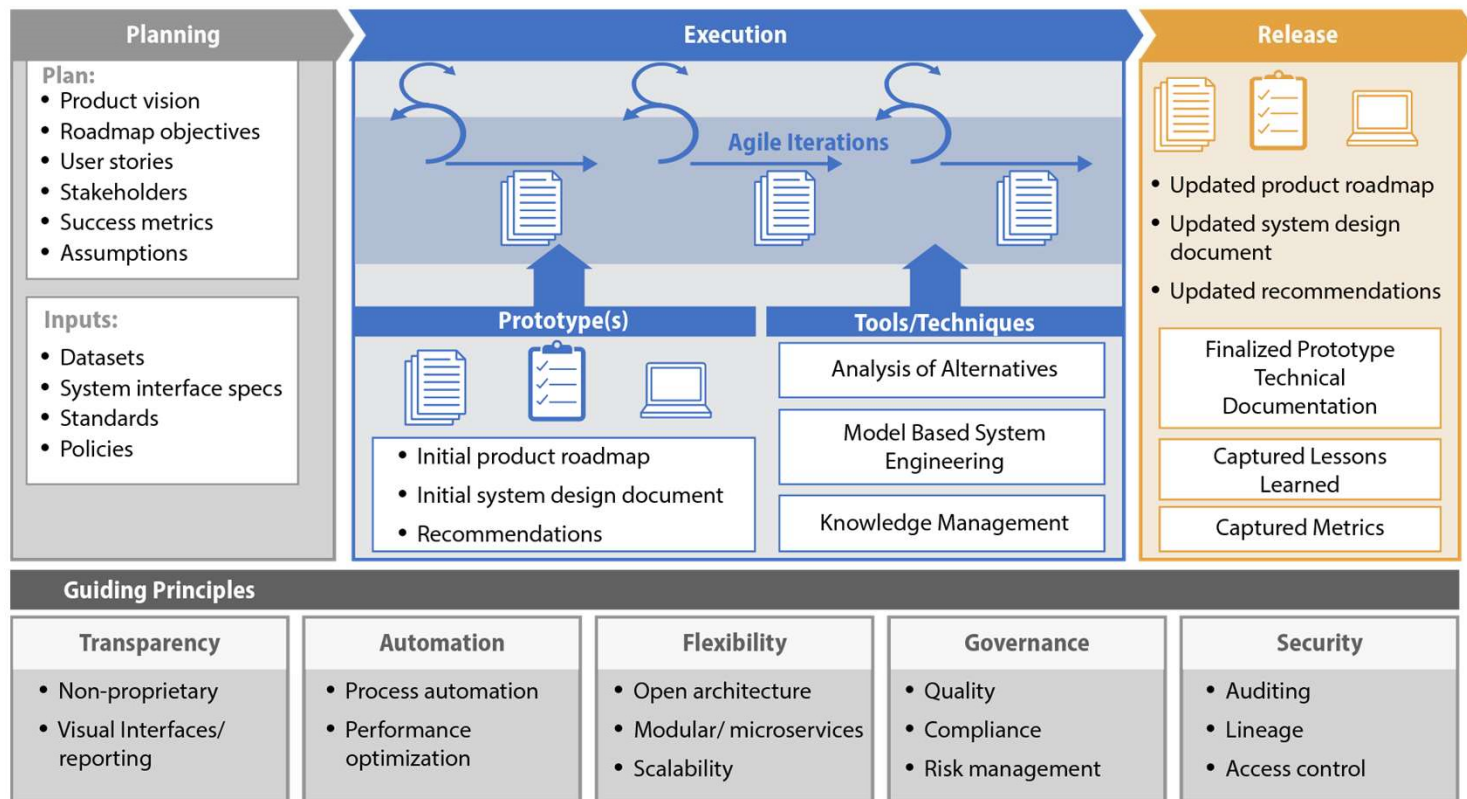 Planning
Plan:
• Product vision
• Roadmap objectives
• User stories
• Stakeholders
• Success metrics
• Assumptions
Inputs:
• Datasets
• System interface specs
• Standards
• Policies
Execution
Agile Iterations
Prototype(s)
• Initial product roadmap
• Initial system design document
• Recommendations
Tools/Techniques
Analysis of Alternatives
Model Based System
Engineering
Knowledge Management
Release
• Updated product roadmap
• Updated system design
document
• Updated recommendations
Finalized Prototype
Technical
Documentation
Captured Lessons
Learned
Captured Metrics
Guiding Principles
Transparency
• Non-proprietary
• Visual Interfaces/
reporting
Automation
• Process automation
• Performance
optimization
Flexibility
• Open architecture
• Modular/ microservices
• Scalability
Governance
• Quality
• Compliance
• Risk management
Security
• Auditing
• Lineage
• Access control